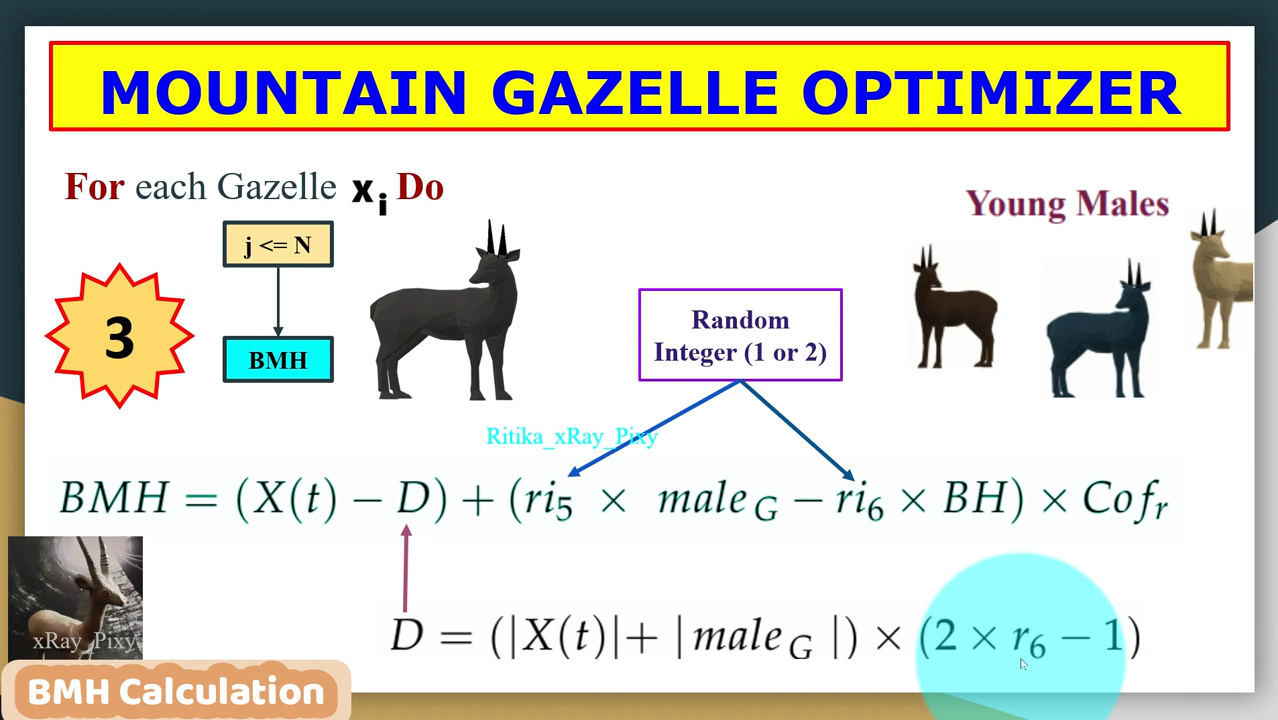 MOUNTAIN GAZELLE OPTIMIZER
For each Gazelle xᵢ Do
Young Males
j <= N
3
BMH
Random
Integer (1 or 2)
Ritika_xRay_Pixy
BMH = (X(t) − D) + (ri₅ × male_G − ri₆ × BH) × Cof_r
D = (|X(t)| + |male_G|) × (2 × r₆ − 1)
xRay_Pixy
BMH Calculation